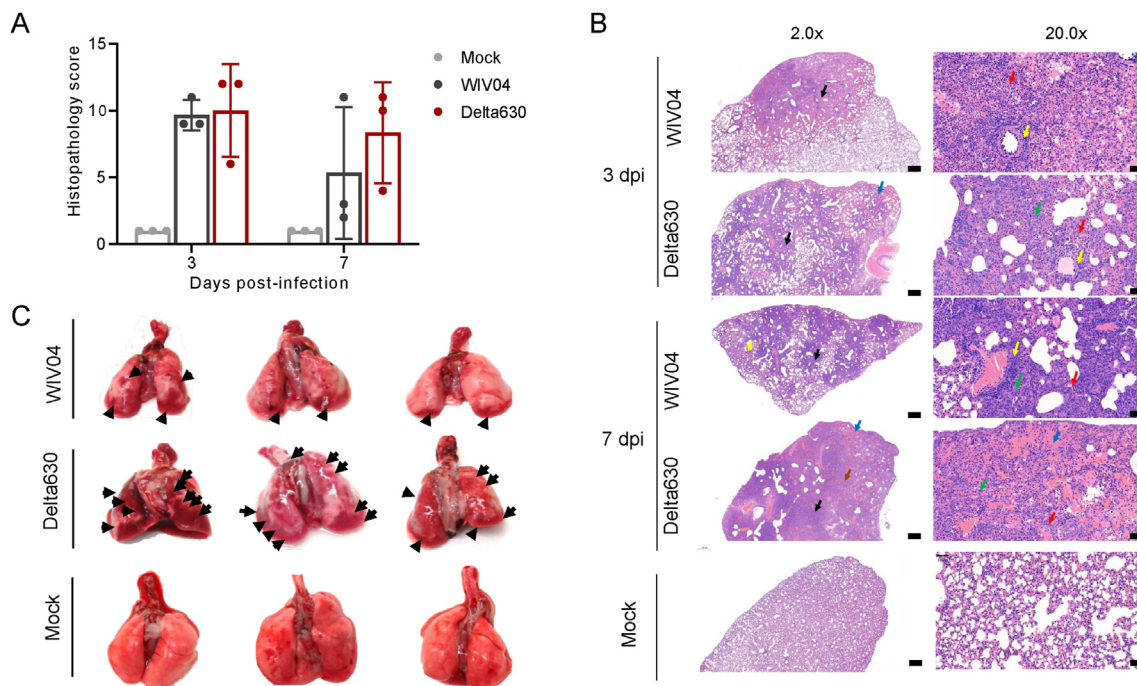 A
Histopathology score
15
10
5
0
3
7
Days post-infection
Mock
WIV04
Delta630
B
2.0x
20.0x
3 dpi
WIV04
Delta630
7 dpi
WIV04
Delta630
Mock
C
WIV04
Delta630
Mock